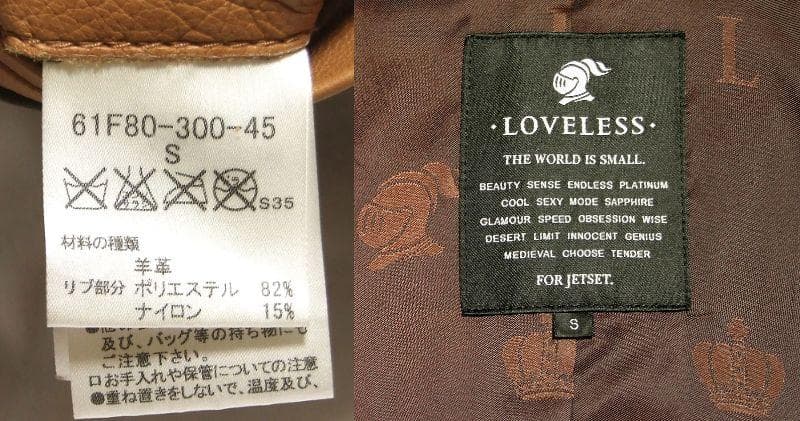 61F80-300-45
S
S35
材料の種類
羊革
リブ部分 ポリエステル 82%
ナイロン 15%
及び、バッグ等の持ち物にも
ご注意下さい。
ロお手入れや保管についての注意
●重ね置きをしないで、温度及び、
L
·LOVELESS·
THE WORLD IS SMALL.
BEAUTY SENSE ENDLESS PLATINUM
COOL SEXY MODE SAPPHIRE
GLAMOUR SPEED OBSESSION WISE
DESERT LIMIT INNOCENT GENIUS
MEDIEVAL CHOOSE TENDER
FOR JETSET.
S